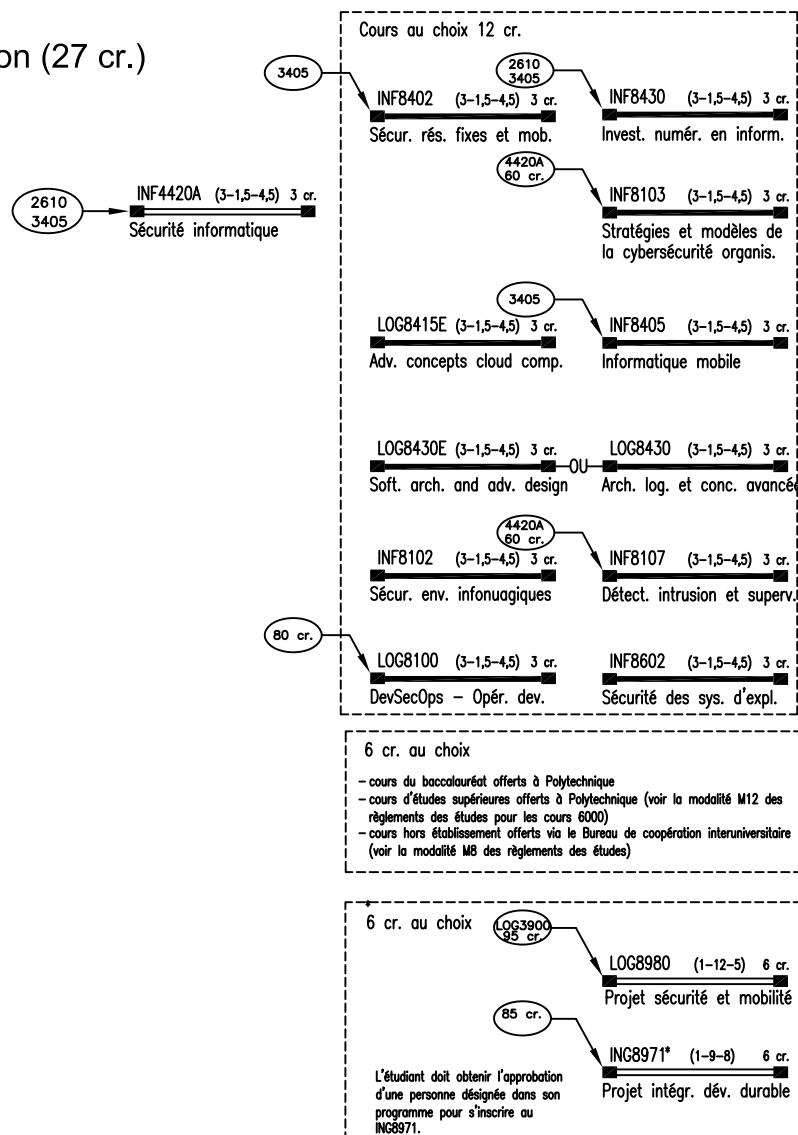 on (27 cr.)
Cours au choix 12 cr.
3405
INF8402 (3-1,5-4,5) 3 cr.
Sécur. rés. fixes et mob.
2610
3405
INF8430 (3-1,5-4,5) 3 cr.
Invest. numér. en inform.
2610
3405
INF4420A (3-1,5-4,5) 3 cr.
Sécurité informatique
4420A
60 cr.
INF8103 (3-1,5-4,5) 3 cr.
Stratégies et modèles de
la cybersécurité organis.
LOG8415E (3-1,5-4,5) 3 cr.
Adv. concepts cloud comp.
3405
INF8405 (3-1,5-4,5) 3 cr.
Informatique mobile
LOG8430E (3-1,5-4,5) 3 cr.
Soft. arch. and adv. design
OU
LOG8430 (3-1,5-4,5) 3 cr.
Arch. log. et conc. avancée
INF8102 (3-1,5-4,5) 3 cr.
Sécur. env. infonuagiques
4420A
60 cr.
INF8107 (3-1,5-4,5) 3 cr.
Détect. intrusion et superv.
80 cr.
LOG8100 (3-1,5-4,5) 3 cr.
DevSecOps - Opér. dev.
INF8602 (3-1,5-4,5) 3 cr.
Sécurité des sys. d'expl.
6 cr. au choix
- cours du baccalauréat offerts à Polytechnique
- cours d'études supérieures offerts à Polytechnique (voir la modalité M12 des
règlements des études pour les cours 6000)
- cours hors établissement offerts via le Bureau de coopération interuniversitaire
(voir la modalité M8 des règlements des études)
*
6 cr. au choix
LOG3900
95 cr.
LOG8980 (1-12-5) 6 cr.
Projet sécurité et mobilité
85 cr.
ING8971* (1-9-8) 6 cr.
Projet intégr. dév. durable
L'étudiant doit obtenir l'approbation
d'une personne désignée dans son
programme pour s'inscrire au
ING8971.